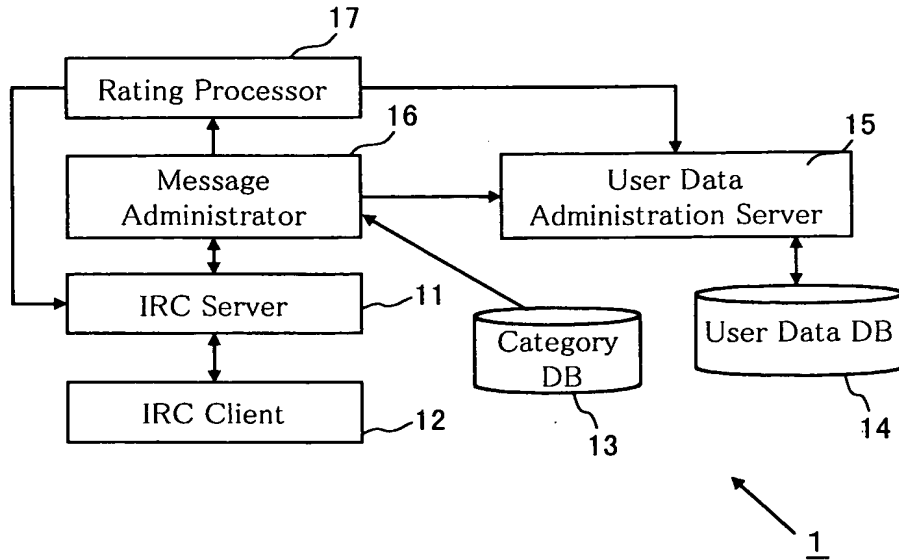 17
Rating Processor
16
Message
Administrator
15
User Data
Administration Server
IRC Server
11
Category
DB
User Data DB
IRC Client
12
13
14
1